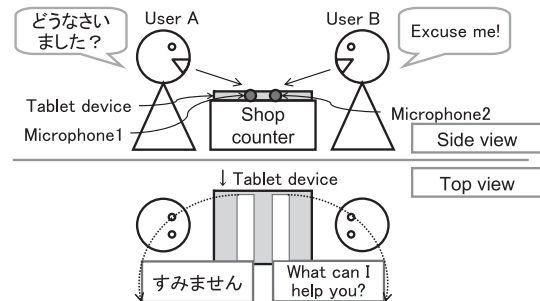 User A
User B
どうなさい
ました？
Excuse me!
Tablet device
Microphone1
Microphone2
Shop
counter
Side view
Top view
↓Tablet device
すみません
What can I
help you?